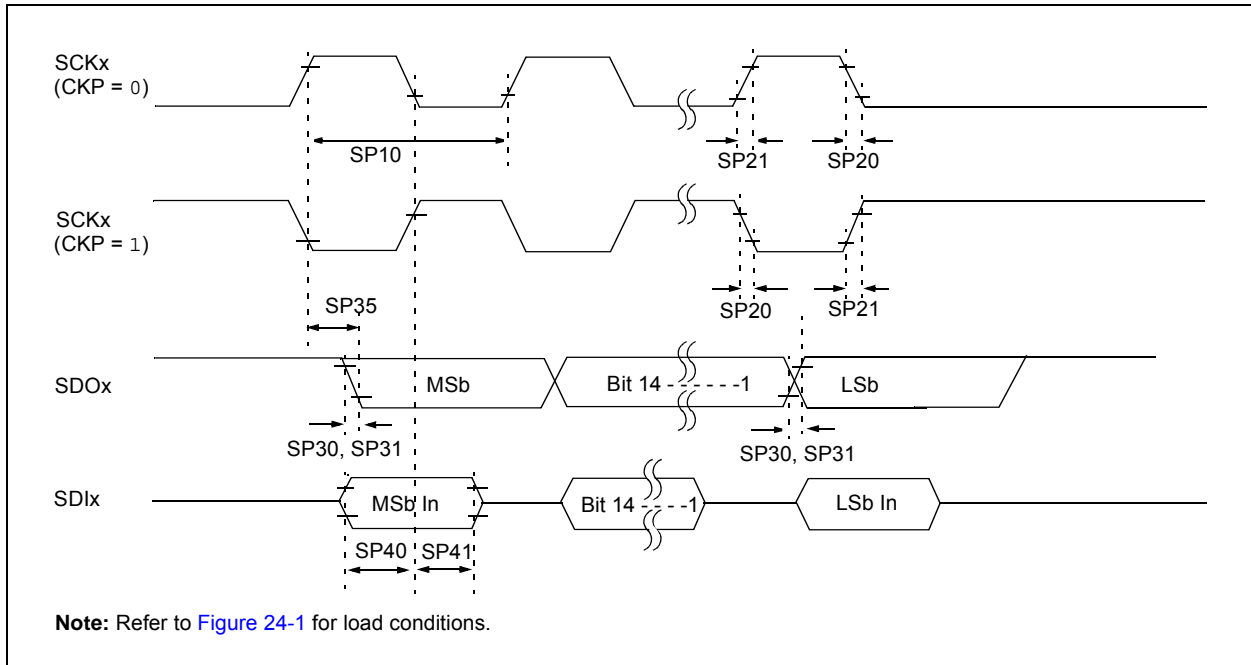 SCKx
(CKP = 0)
SP10
SP21
SP20
SCKx
(CKP = 1)
SP35
SP20
SP21
SDOx
MSb
Bit 14 - - - - - -1
LSb
SP30, SP31
SP30, SP31
SDIx
MSb In
Bit 14 - - - -1
LSb In
SP40
SP41
Note: Refer to Figure 24-1 for load conditions.